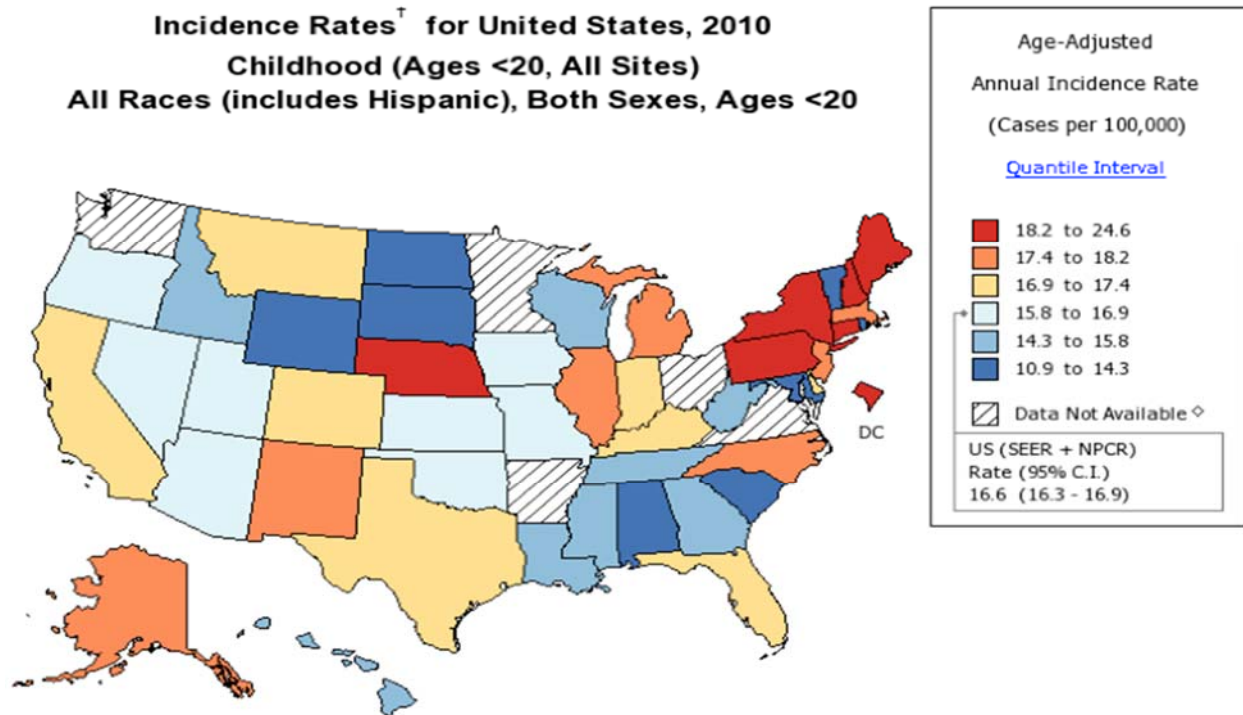 Incidence Rates† for United States, 2010
Childhood (Ages <20, All Sites)
All Races (includes Hispanic), Both Sexes, Ages <20
Age-Adjusted
Annual Incidence Rate
(Cases per 100,000)
Quantile Interval
18.2 to 24.6
17.4 to 18.2
16.9 to 17.4
15.8 to 16.9
14.3 to 15.8
10.9 to 14.3
Data Not Available ◇
US (SEER + NPCR)
Rate (95% C.I.)
16.6 (16.3 - 16.9)
DC